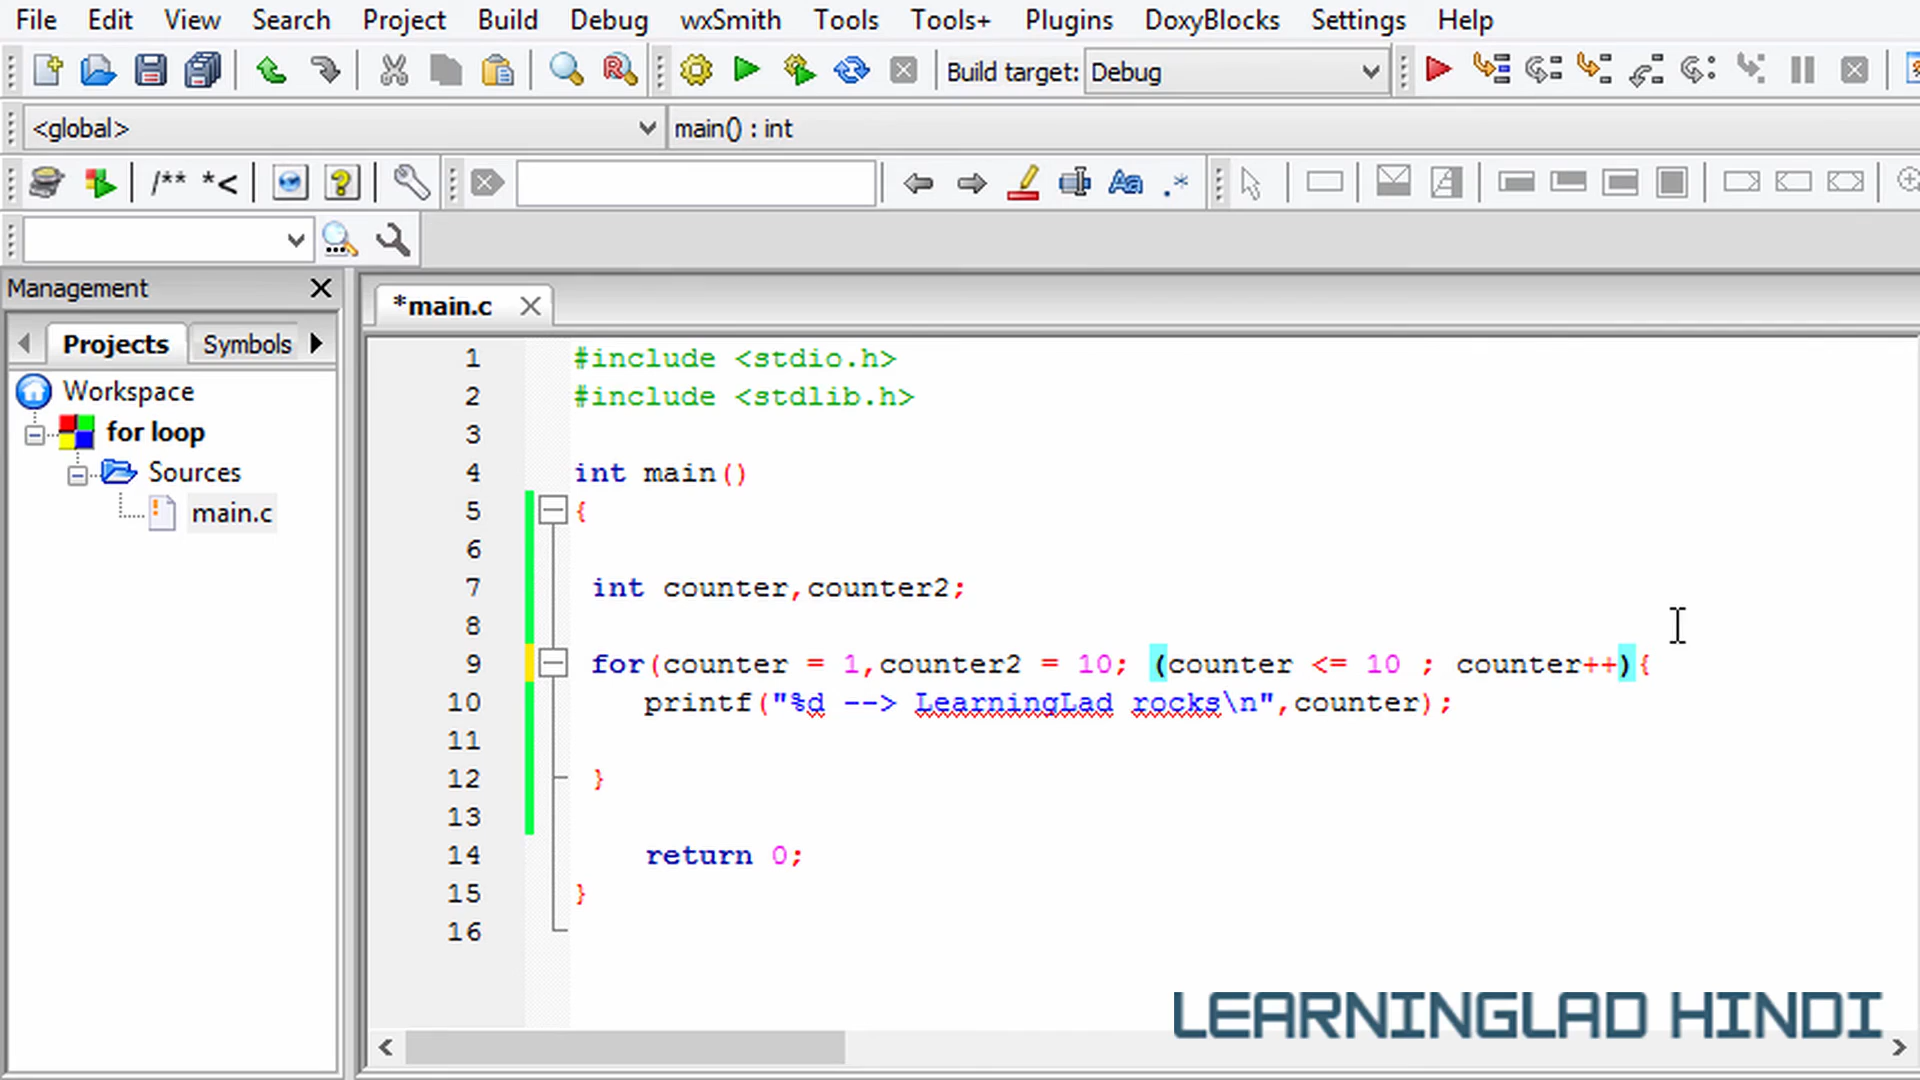 File Edit View Search Project Build Debug wxSmith Tools Tools+ Plugins DoxyBlocks Settings Help
Build target: Debug
<global> main() : int
/** *<
Management
*main.c
Projects Symbols
Workspace
for loop
Sources
main.c
1 #include <stdio.h>
2 #include <stdlib.h>
3
4 int main()
5 {
6
7 int counter,counter2;
8
9 for(counter = 1,counter2 = 10; (counter <= 10 ; counter++){
10 printf("%d --> LearningLad rocks\n",counter);
11
12 }
13
14 return 0;
15 }
16
LEARNINGLAD HINDI